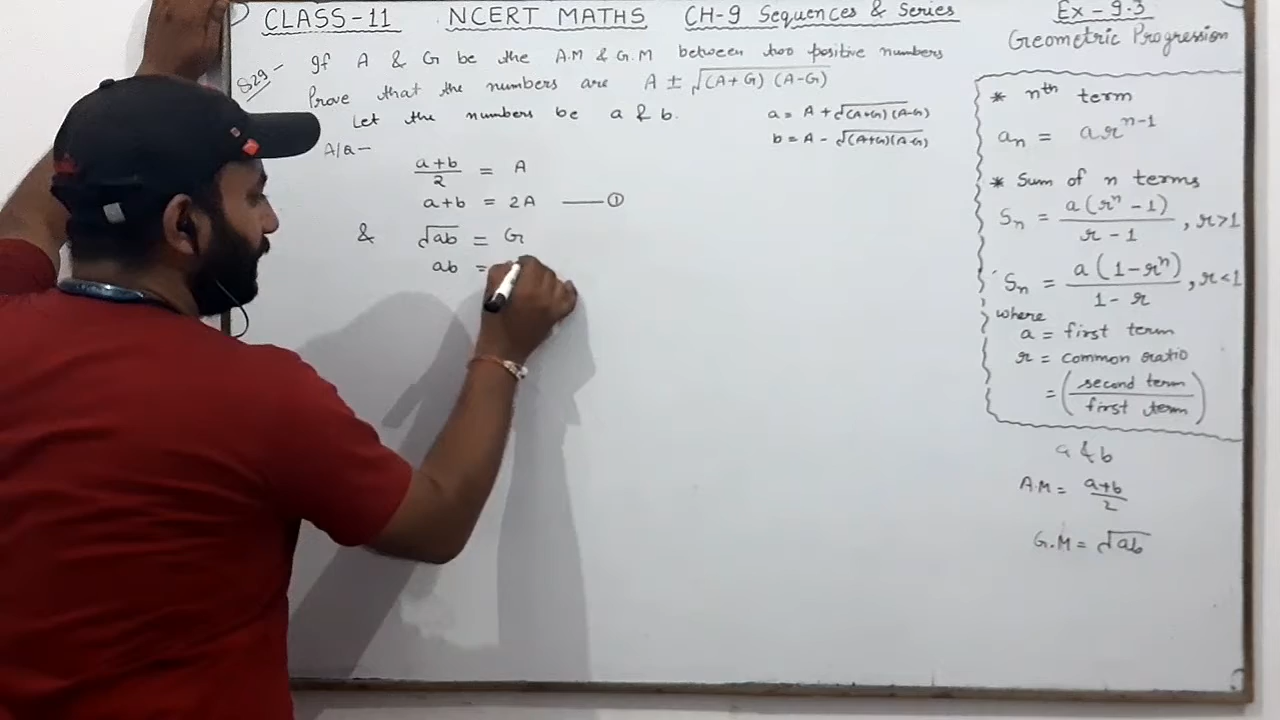 CLASS-11 NCERT MATHS CH-9 Sequences & Series Ex-9.3
Geometric Progression
S29- If A & G be the A.M & G.M between two positive numbers
Prove that the numbers are A ± √(A+G)(A-G)
Let the numbers be a & b.
a = A + √(A+G)(A-G)
b = A - √(A+G)(A-G)
A/a-
a+b/2 = A
a+b = 2A —— ①
& √ab = G
ab =
* nth term
aₙ = arⁿ⁻¹
* Sum of n terms
Sₙ = a(rⁿ-1)/r-1, r>1
Sₙ = a(1-rⁿ)/1-r, r<1
where
a = first term
r = common ratio
= (second term/first term)
a & b
A.M = a+b/2
G.M = √ab